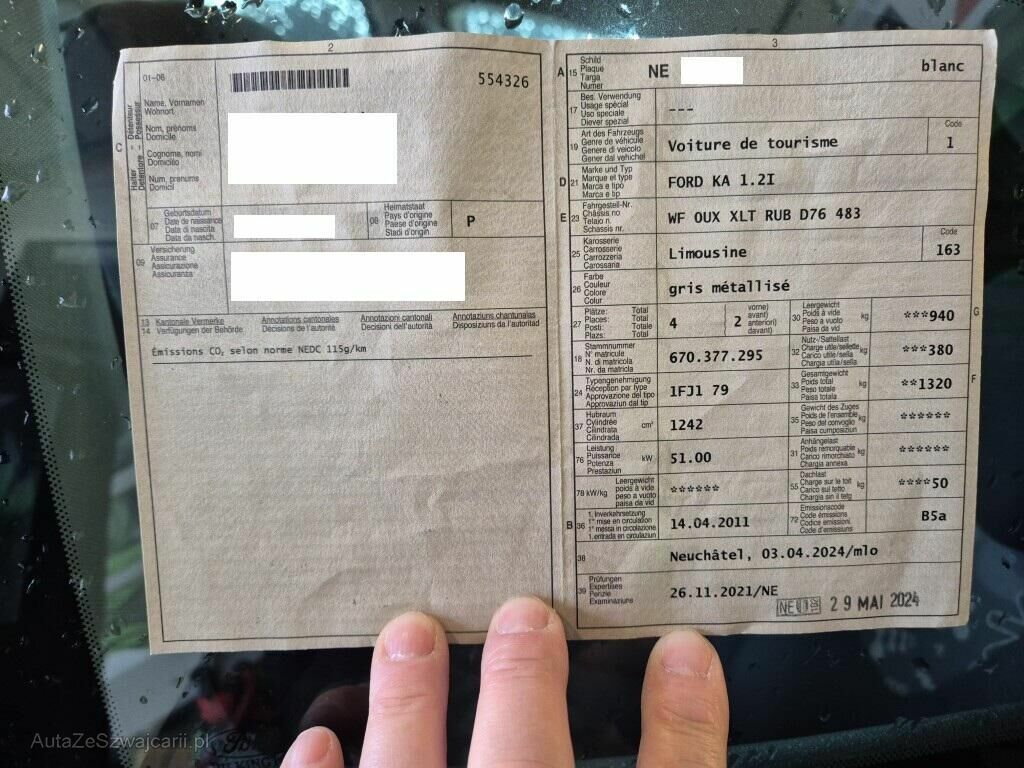 2
01-06
554326
Halter - Détenteur
Detentore - Possessur
C
Name, Vornamen
Wohnort
Nom, prénoms
Domicile
Cognome, nomi
Domicilio
Num, prenums
Domicil
07
Geburtsdatum
Date de naissance
Data di nascita
Data da nasch.
08
Heimatstaat
Pays d'origine
Paese d'origine
Stadi d'origin
P
09
Versicherung
Assurance
Assicurazione
Assicuranza
13 Kantonale Vermerke
14 Verfügungen der Behörde
Annotations cantonales
Décisions de l'autorité
Annotazioni cantonali
Decisioni dell'autorità
Annotaziuns chantunales
Disposiziuns da l'autoritad
Émissions CO₂ selon norme NEDC 115g/km
3
A 15
Schild
Plaque
Targa
Numer
NE
blanc
17
Bes. Verwendung
Usage spécial
Uso speciale
Diever spezial
---
19
Art des Fahrzeugs
Genre de véhicule
Genere di veicolo
Gener dal vehichel
Voiture de tourisme
Code
1
D 21
Marke und Typ
Marque et type
Marca e tipo
Marca e tip
FORD KA 1.2I
E 23
Fahrgestell-Nr.
Châssis no
Telaio n.
Schassis nr.
WF OUX XLT RUB D76 483
25
Karosserie
Carrosserie
Carrozzeria
Carossaria
Limousine
Code
163
26
Farbe
Couleur
Colore
Colur
gris métallisé
27
Plätze: Total
Places: Total
Posti: Totale
Plazs: Total
4
2
vorne)
avant)
anteriori)
davant)
30
Leergewicht
Poids à vide
Peso a vuoto
Paisa da vid
kg
***940
G
18
Stammnummer
N° matricule
N. di matricola
Nr. da matricla
670.377.295
32
Nutz-/Sattellast
Charge utile/sellette
Carico utile/sella
Chargia utila/sella
kg
***380
24
Typengenehmigung
Réception par type
Approvazione del tipo
Approvaziun dal tip
1FJ1 79
33
Gesamtgewicht
Poids total
Peso totale
Paisa totala
kg
**1320
F
37
Hubraum
Cylindrée
Cilindrata
Cilindrada
cm³
1242
35
Gewicht des Zuges
Poids de l'ensemble
Peso del convoglio
Paisa cumposiziun
kg
******
76
Leistung
Puissance
Potenza
Prestaziun
kW
51.00
31
Anhängelast
Poids remorquable
Carico rimorchiato
Chargia annexa
kg
******
78 kW/kg
Leergewicht
poids à vide
peso a vuoto
paisa da vid
******
55
Dachlast
Charge sur le toit
Carico sul tetto
Chargia sin il tetg
kg
****50
B 36
1. Inverkehrsetzung
1re mise en circulation
1a messa in circolazione
1. entrada en circulaziun
14.04.2011
72
Emissionscode
Code émissions
Codice emissioni
Code d'emissiuns
B5a
38
Neuchâtel, 03.04.2024/mlo
39
Prüfungen
Expertises
Perizie
Examinaziuns
26.11.2021/NE
29 MAI 2024
AutaZeSzwajcarii.pl